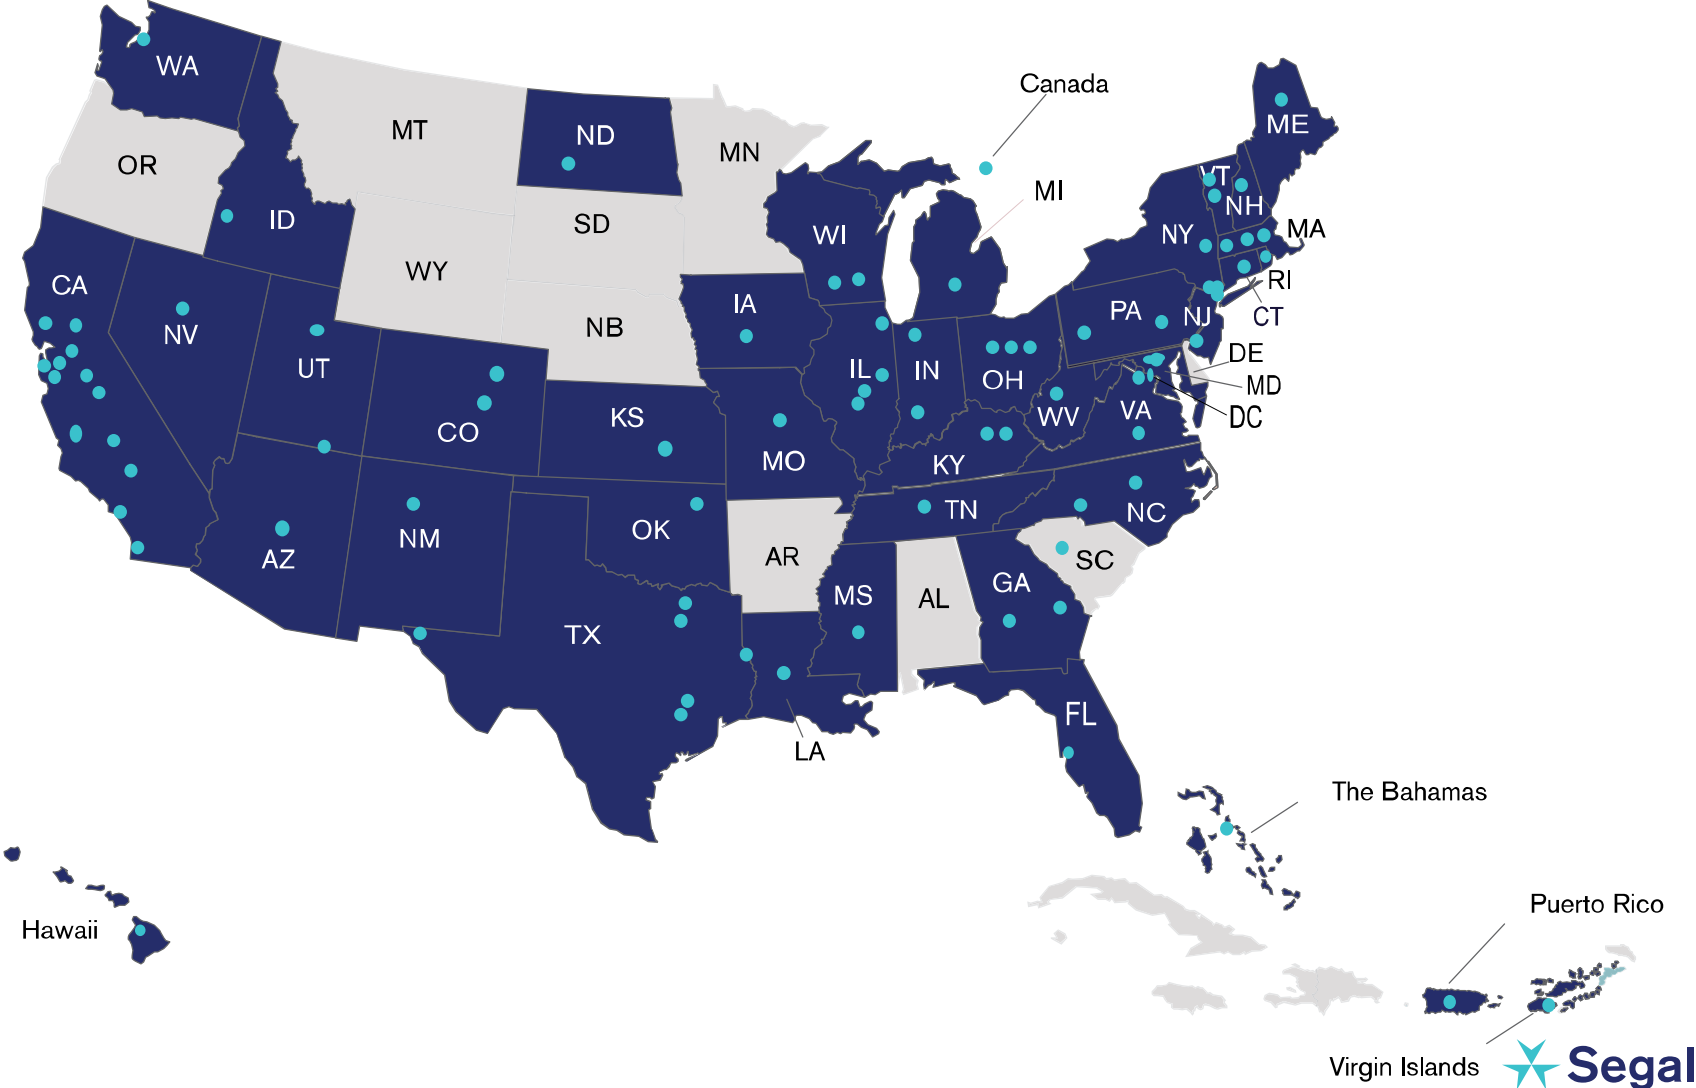 WA
Canada
ME
MT
ND
MN
OR
VT
MI
NH
ID
SD
WI
NY
MA
WY
CA
RI
IA
PA
NJ
CT
NV
NB
DE
UT
IL
IN
OH
MD
CO
KS
WV
VA
DC
MO
KY
OK
TN
NC
NM
AZ
AR
SC
GA
MS
AL
TX
FL
LA
The Bahamas
Puerto Rico
Hawaii
Virgin Islands
Segal